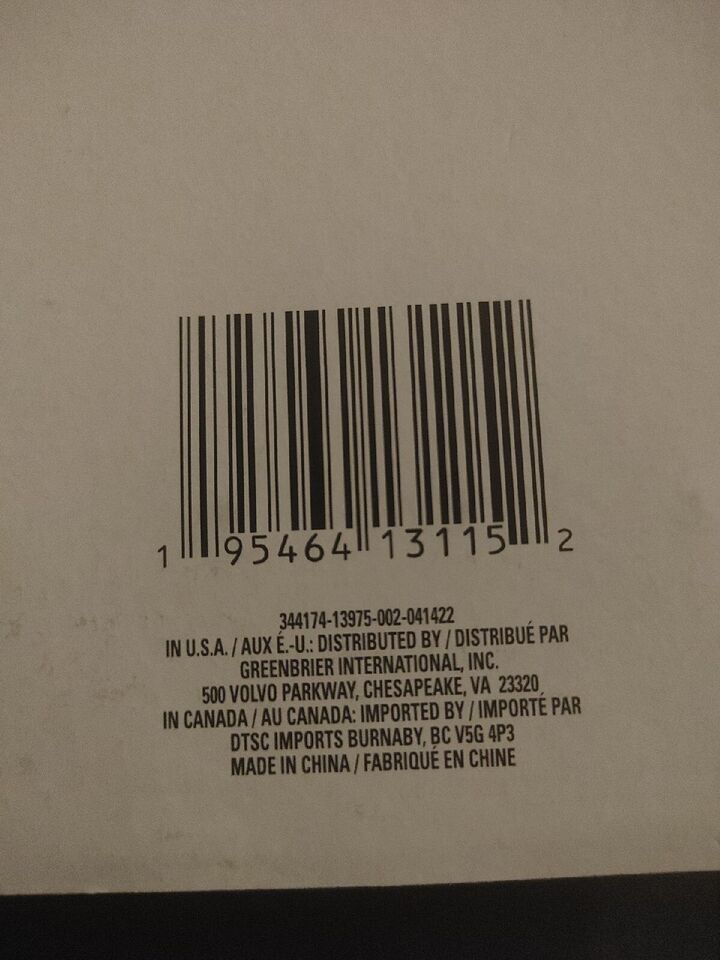 1 95464 13115 2
344174-13975-002-041422
IN U.S.A. / AUX É.-U.: DISTRIBUTED BY / DISTRIBUÉ PAR
GREENBRIER INTERNATIONAL, INC.
500 VOLVO PARKWAY, CHESAPEAKE, VA 23320
IN CANADA / AU CANADA: IMPORTED BY / IMPORTÉ PAR
DTSC IMPORTS BURNABY, BC V5G 4P3
MADE IN CHINA / FABRIQUÉ EN CHINE